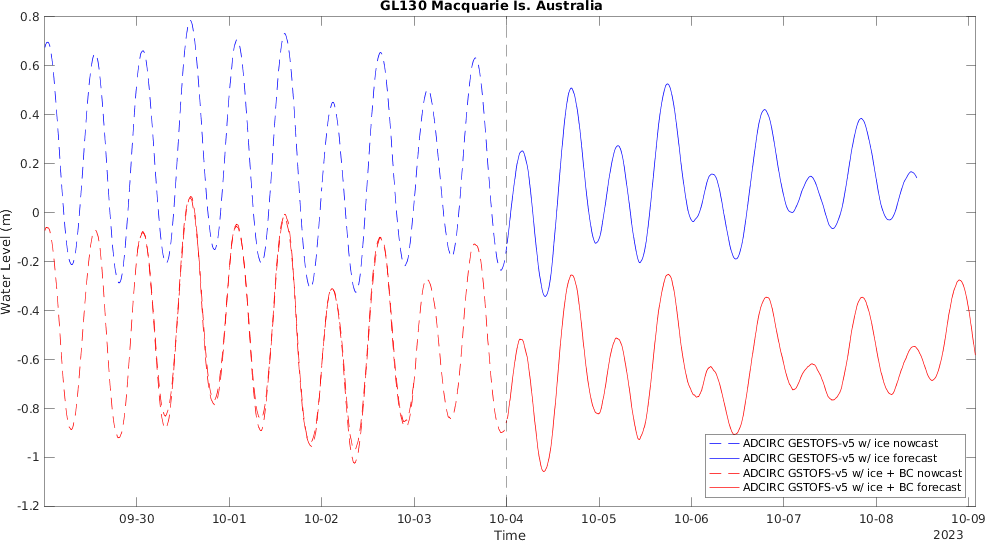 GL130 Macquarie Is. Australia
Water Level (m)
0.8
0.6
0.4
0.2
0
-0.2
-0.4
-0.6
-0.8
-1
-1.2
ADCIRC GESTOFS-v5 w/ ice nowcast
ADCIRC GESTOFS-v5 w/ ice forecast
ADCIRC GSTOFS-v5 w/ ice + BC nowcast
ADCIRC GSTOFS-v5 w/ ice + BC forecast
09-30 10-01 10-02 10-03 10-04 10-05 10-06 10-07 10-08 10-09
Time
2023